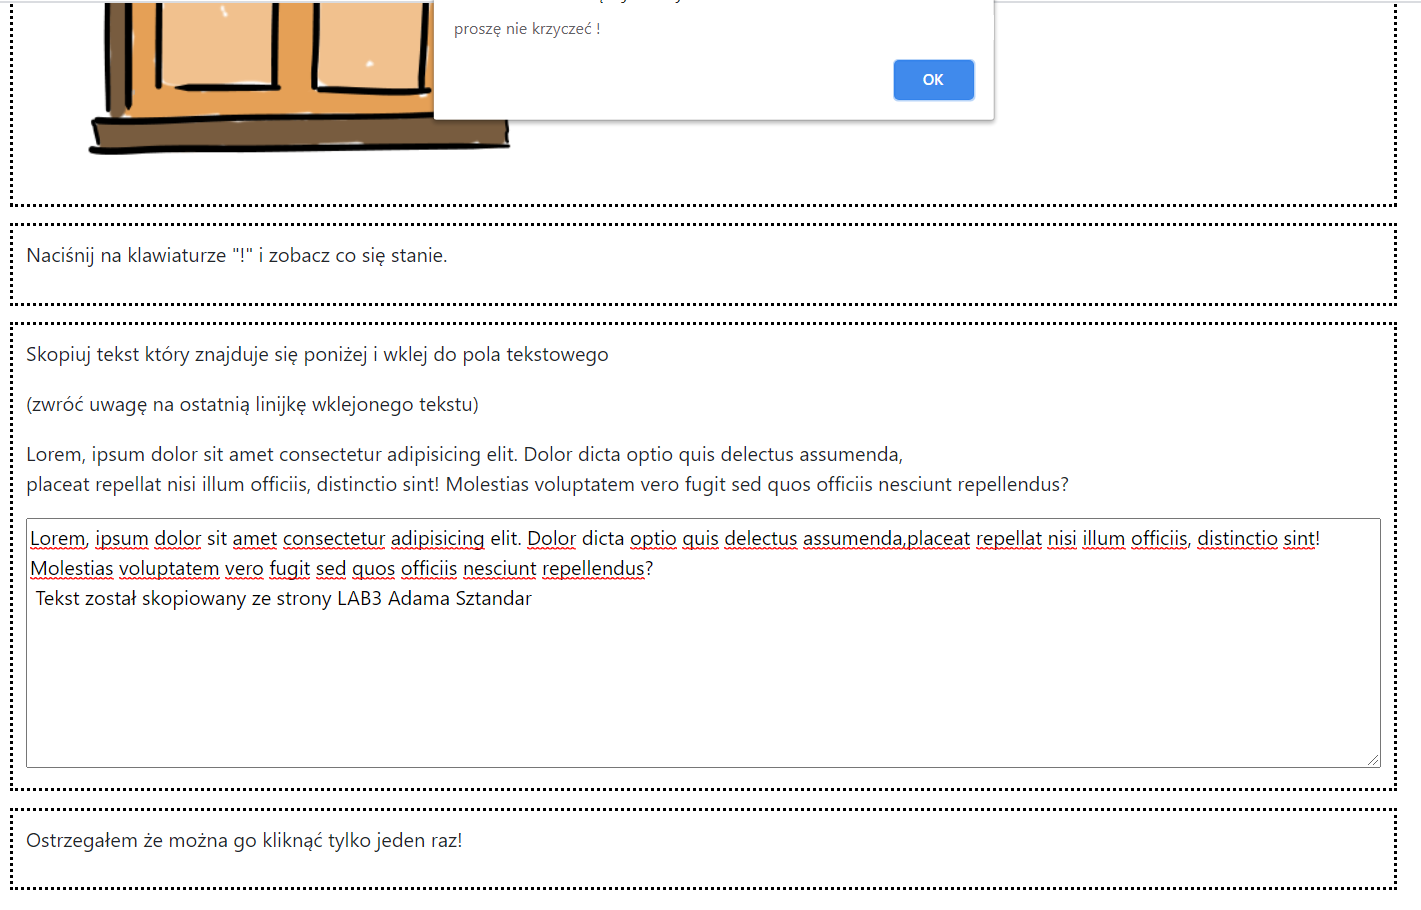 proszę nie krzyczeć !
OK
Naciśnij na klawiaturze "!" i zobacz co się stanie.
Skopiuj tekst który znajduje się poniżej i wklej do pola tekstowego
(zwróć uwagę na ostatnią linijkę wklejonego tekstu)
Lorem, ipsum dolor sit amet consectetur adipisicing elit. Dolor dicta optio quis delectus assumenda,
placeat repellat nisi illum officiis, distinctio sint! Molestias voluptatem vero fugit sed quos officiis nesciunt repellendus?
Lorem, ipsum dolor sit amet consectetur adipisicing elit. Dolor dicta optio quis delectus assumenda,placeat repellat nisi illum officiis, distinctio sint!
Molestias voluptatem vero fugit sed quos officiis nesciunt repellendus?
Tekst został skopiowany ze strony LAB3 Adama Sztandar
Ostrzegałem że można go kliknąć tylko jeden raz!